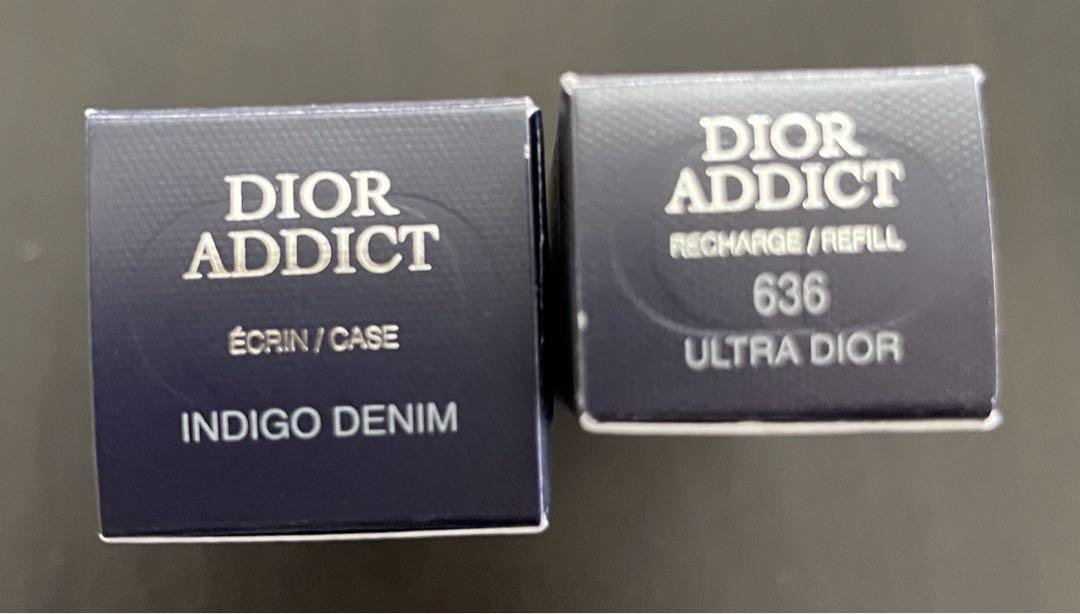 DIOR
ADDICT
ÉCRIN / CASE
INDIGO DENIM
DIOR
ADDICT
RECHARGE / REFILL
636
ULTRA DIOR